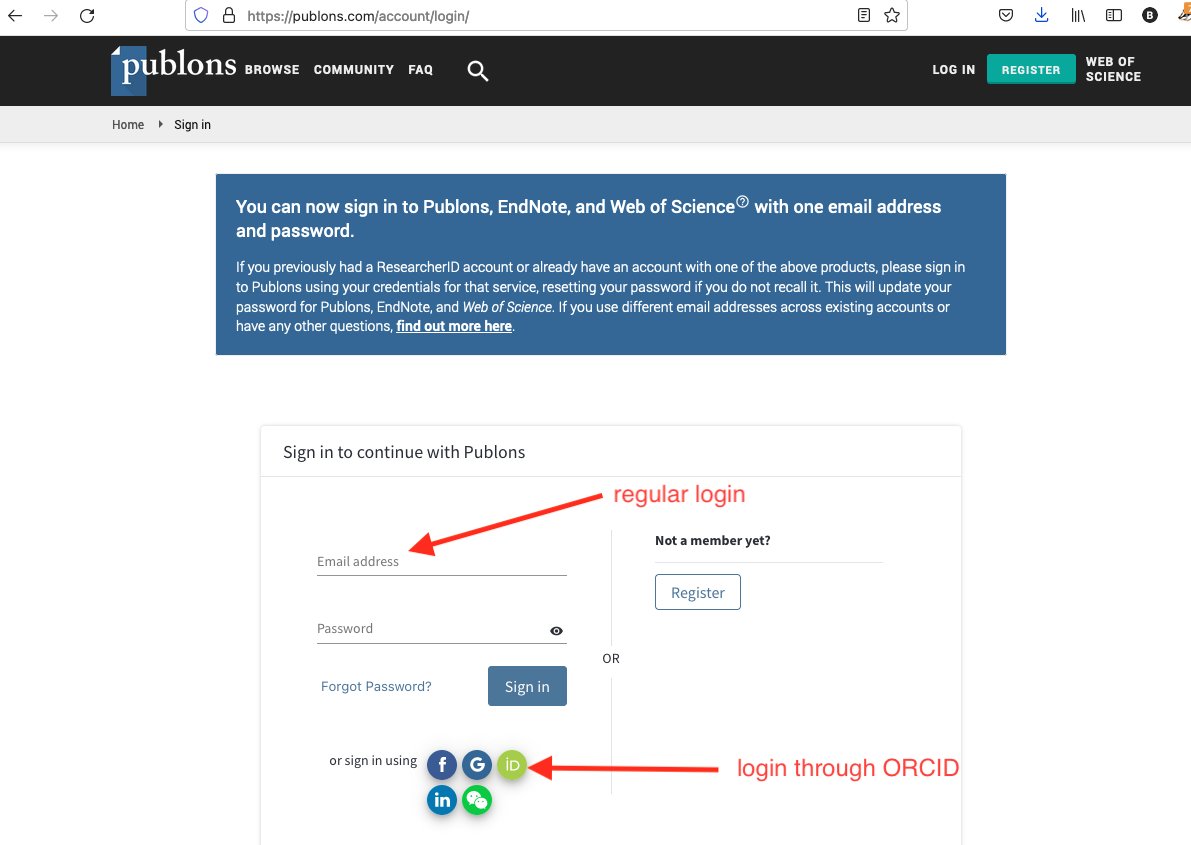 https://publons.com/account/login/
B
publons BROWSE COMMUNITY FAQ LOG IN REGISTER WEB OF SCIENCE
Home Sign in
You can now sign in to Publons, EndNote, and Web of Science? with one email address
and password.
If you previously had a ResearcherID account or already have an account with one of the above products, please sign in
to Publons using your credentials for that service, resetting your password if you do not recall it. This will update your
password for Publons, EndNote, and Web of Science. If you use different email addresses across existing accounts or
have any other questions, find out more here.
Sign in to continue with Publons
regular login
Email address
Password
Forgot Password? Sign in
or sign in using f G iD
in
OR
Not a member yet?
Register
login through ORCID